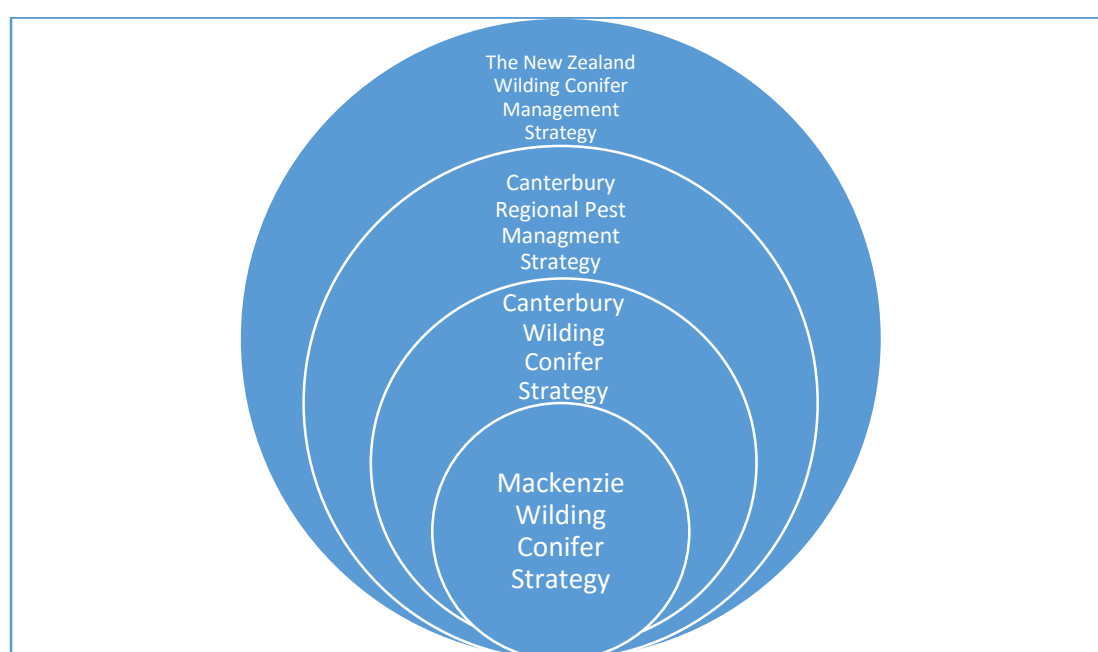 The New Zealand
Wilding Conifer
Management
Strategy
Canterbury
Regional Pest
Managment
Strategy
Canterbury
Wilding
Conifer
Strategy
Mackenzie
Wilding
Conifer
Strategy